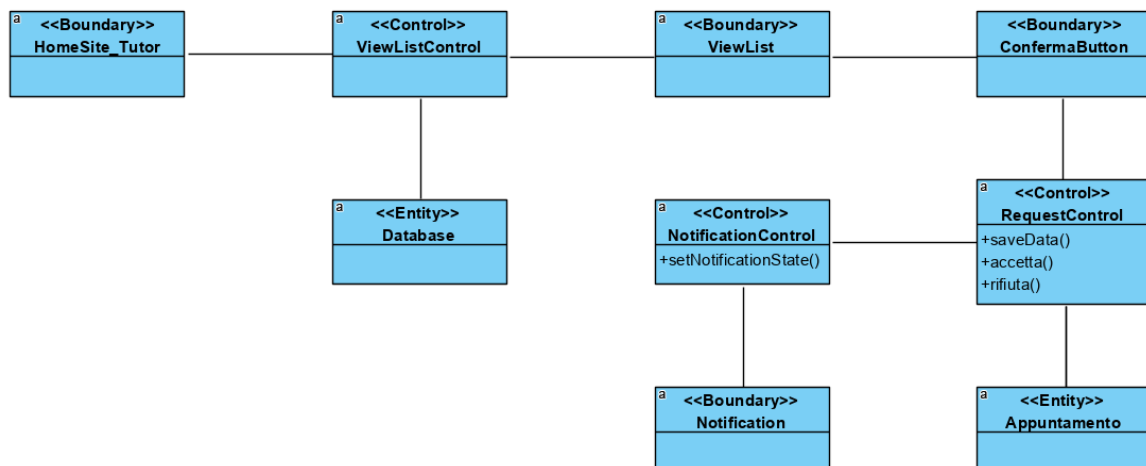 a
<<Boundary>>
HomeSite_Tutor
a
<<Control>>
ViewListControl
a
<<Boundary>>
ViewList
a
<<Boundary>>
ConfermaButton
a
<<Entity>>
Database
a
<<Control>>
NotificationControl
+setNotificationState()
a
<<Control>>
RequestControl
+saveData()
+accetta()
+rifiuta()
a
<<Boundary>>
Notification
a
<<Entity>>
Appuntamento